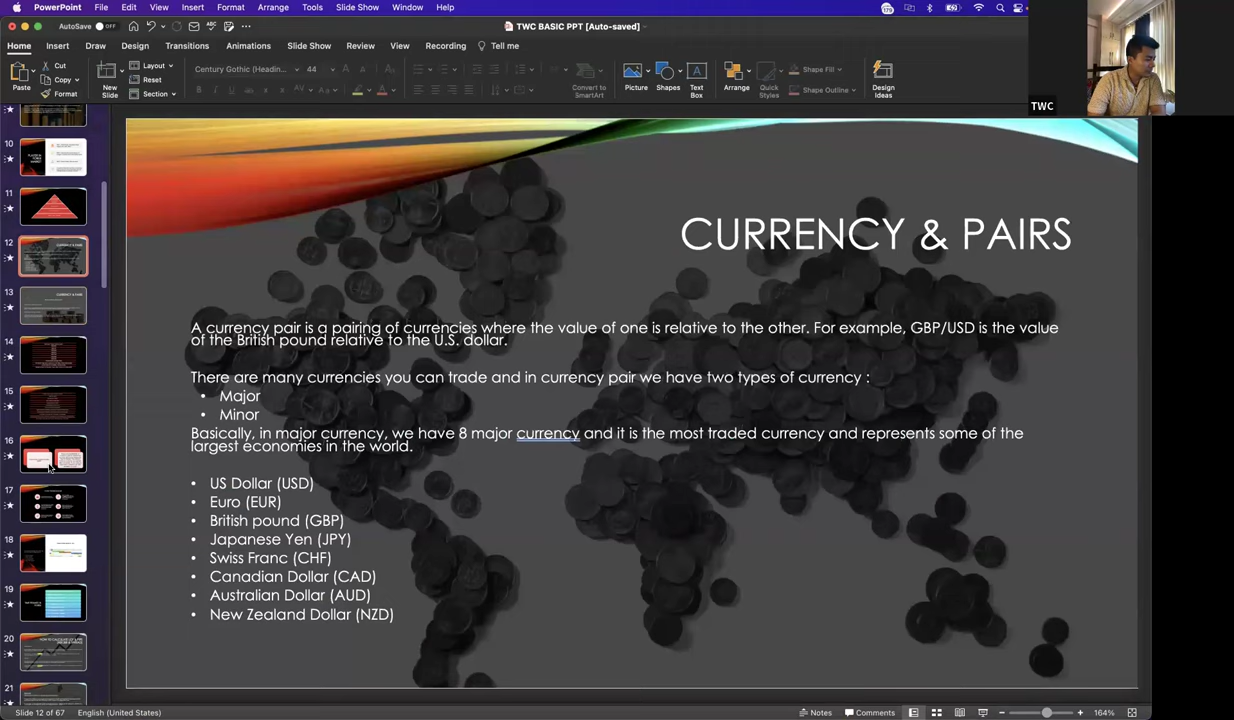 PowerPoint File Edit View Insert Format Arrange Tools Slide Show Window Help
AutoSave OFF TWC BASIC PPT [Auto-saved]
Home Insert Draw Design Transitions Animations Slide Show Review View Recording Tell me
Paste Cut Copy Format New Slide Layout Reset Section Century Gothic (Headin... 44 Convert to SmartArt Picture Shapes Text Box Arrange Quick Styles Shape Fill Shape Outline Design Ideas
TWC
10
11
12
13
14
15
16
17
18
19
20
21
CURRENCY & PAIRS
A currency pair is a pairing of currencies where the value of one is relative to the other. For example, GBP/USD is the value
of the British pound relative to the U.S. dollar.
There are many currencies you can trade and in currency pair we have two types of currency :
• Major
• Minor
Basically, in major currency, we have 8 major currency and it is the most traded currency and represents some of the
largest economies in the world.
• US Dollar (USD)
• Euro (EUR)
• British pound (GBP)
• Japanese Yen (JPY)
• Swiss Franc (CHF)
• Canadian Dollar (CAD)
• Australian Dollar (AUD)
• New Zealand Dollar (NZD)
Slide 12 of 67 English (United States) Notes Comments 164%